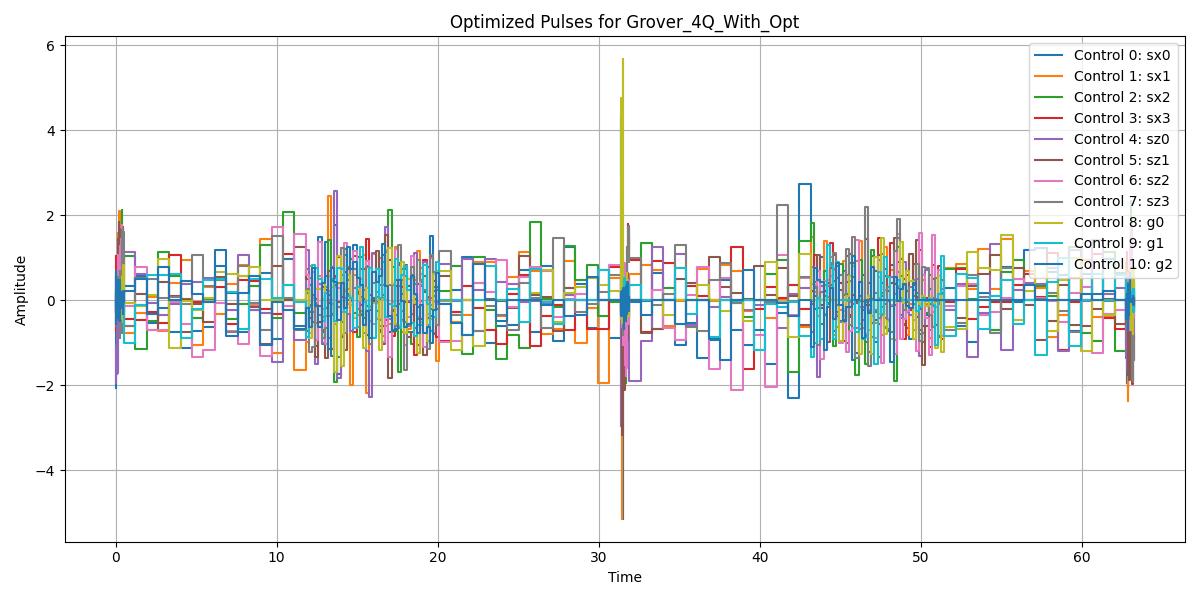 Optimized Pulses for Grover_4Q_With_Opt
Amplitude
6
4
2
0
−2
−4
0
10
20
30
40
50
60
Time
Control 0: sx0
Control 1: sx1
Control 2: sx2
Control 3: sx3
Control 4: sz0
Control 5: sz1
Control 6: sz2
Control 7: sz3
Control 8: g0
Control 9: g1
Control 10: g2